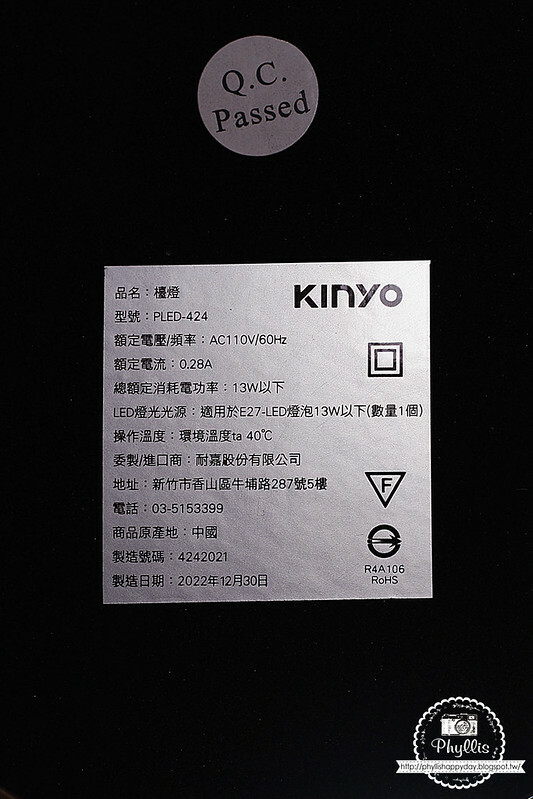 Q.C.
Passed
KINYO
品名：檯燈
型號：PLED-424
額定電壓/頻率：AC110V/60Hz
額定電流：0.28A
總額定消耗電功率：13W以下
LED燈光光源：適用於E27-LED燈泡13W以下(數量1個)
操作溫度：環境溫度ta 40℃
委製/進口商：耐嘉股份有限公司
地址：新竹市香山區牛埔路287號5樓
電話：03-5153399
商品原產地：中國
製造號碼：4242021
製造日期：2022年12月30日
F
R4A106
RoHS
Phyllis
http://phyllishappyday.blogspot.tw/